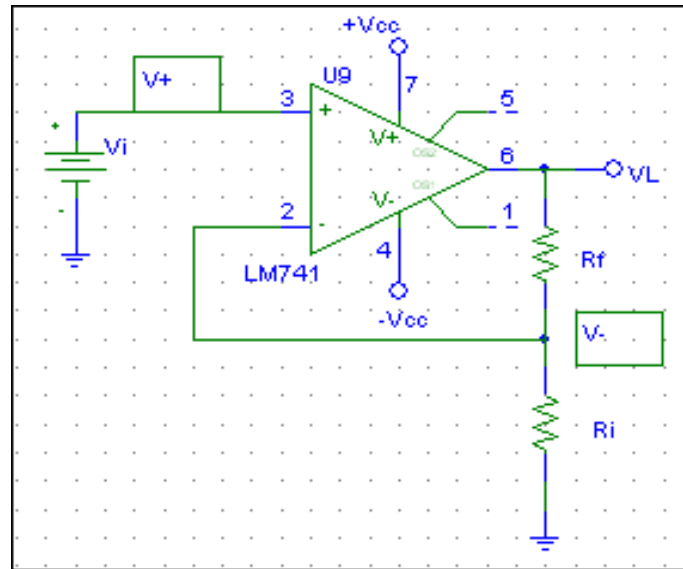 +Vcc
U9
V+
7
3
5
+
V+
OS2
+
Vi
6
VL
OS1
-
V-
2
-
1
4
Rf
LM741
-Vcc
V-
Ri